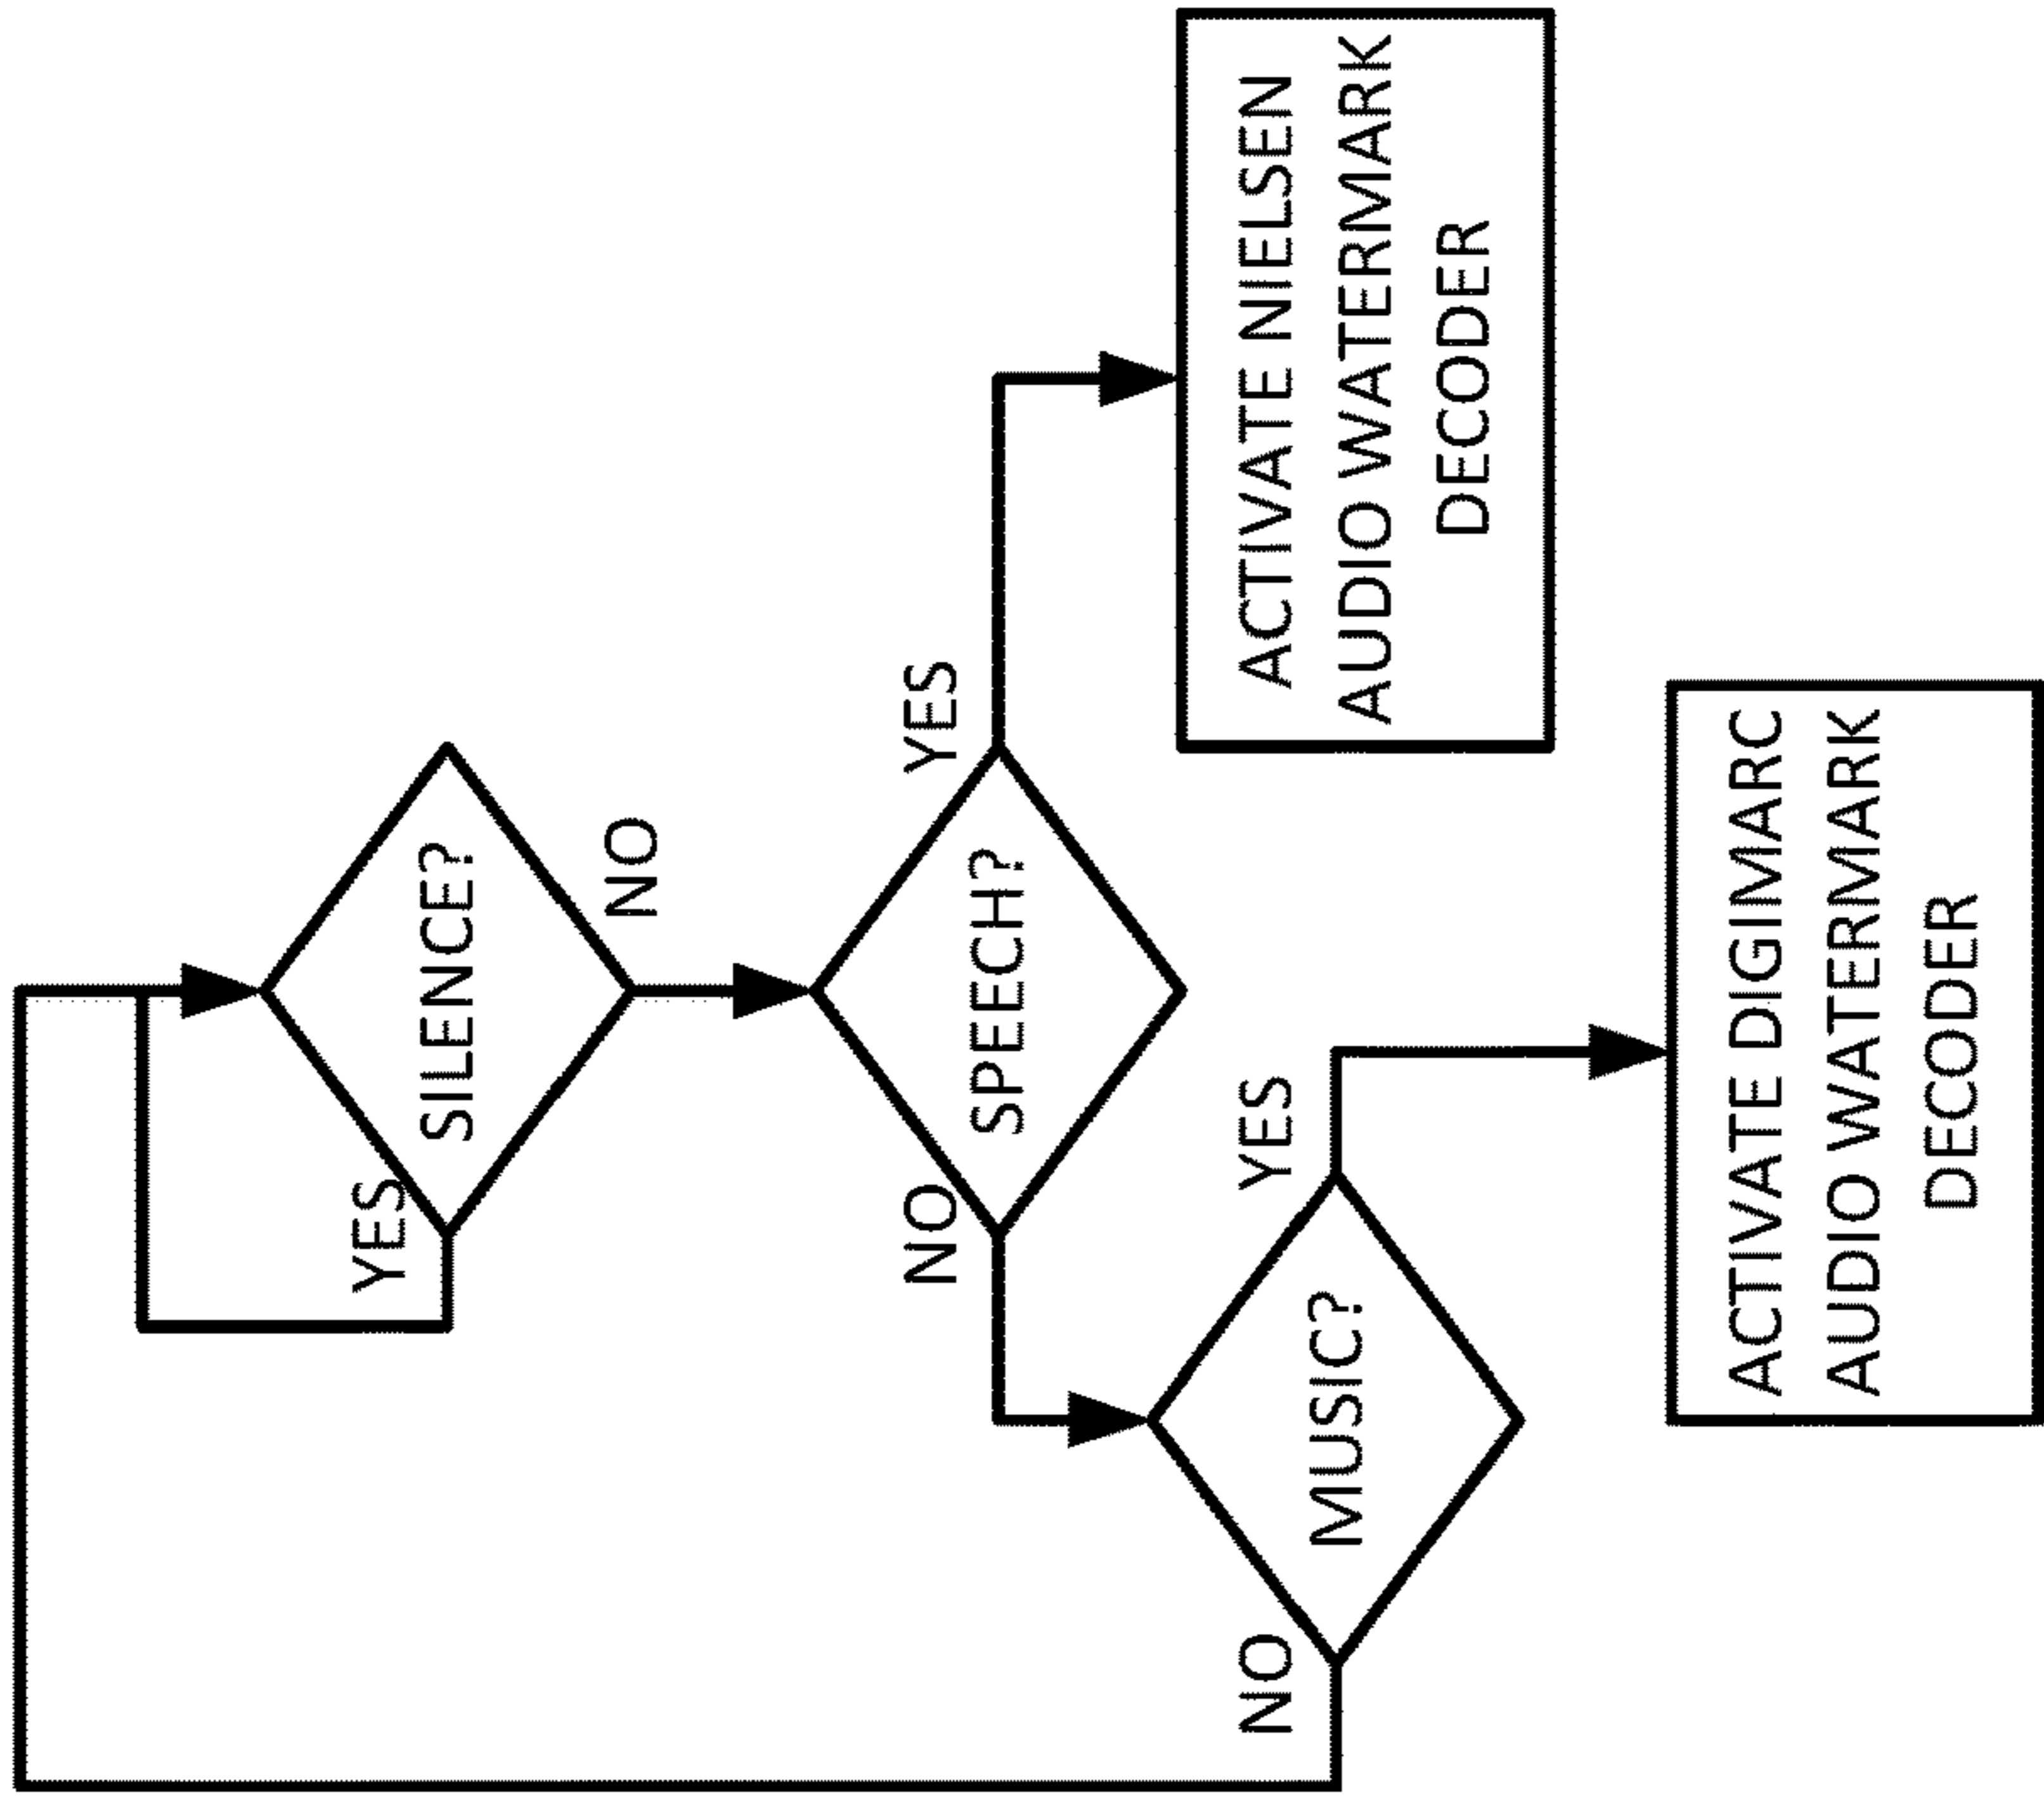 SILENCE?
YES
NO
SPEECH?
NO
YES
MUSIC?
NO
YES
ACTIVATE NIELSEN
AUDIO WATERMARK
DECODER
ACTIVATE DIGIMARC
AUDIO WATERMARK
DECODER